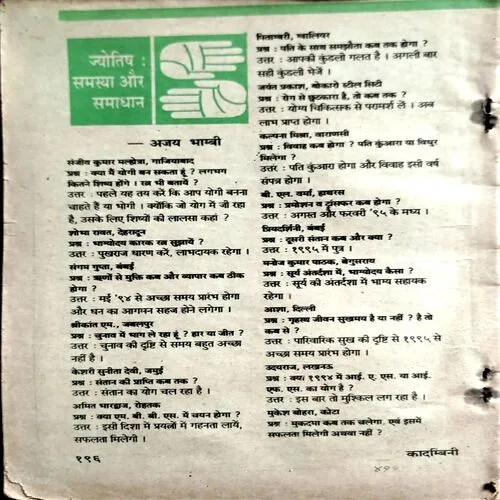 ज्योतिष :
समस्या और
समाधान
— अजय भाम्बी
संजीव कुमार मल्होत्रा, गाजियाबाद
प्रश्न : क्या मैं योगी बन सकता हूं ? लगभग
कितने शिष्य होंगे । रत्न भी बतायें ?
उत्तर : पहले यह तय करें कि आप योगी बनना
चाहते हैं या भोगी । क्योंकि जो योग में जी रहा
है, उसके लिए शिष्यों की लालसा कहां ?
शोभा रावत, देहरादून
प्रश्न : भाग्योदय कारक रत्न सुझायें ?
उत्तर : पुखराज धारण करें, लाभदायक रहेगा ।
संगम गुप्ता, बंबई
प्रश्न : ऋणों से मुक्ति कब और व्यापार कब ठीक
होगा ?
उत्तर : मई '९४ से अच्छा समय प्रारंभ होगा
और धन का आगमन सहज होने लगेगा ।
श्रीकांत एम., जबलपुर
प्रश्न : चुनाव में भाग ले रहा हूं ? हार या जीत ?
उत्तर : चुनाव की दृष्टि से समय बहुत अच्छा
नहीं है ।
केशरी सुनीता देवी, जमुई
प्रश्न : संतान की प्राप्ति कब तक ?
उत्तर : संतान का योग चल रहा है ।
अमित भारद्वाज, रोहतक
प्रश्न : क्या एम. बी. बी. एस. में चयन होगा ?
उत्तर : इसी दिशा में प्रयत्नों में गहनता लायें,
सफलता मिलेगी ।
१९६
पिताम्बरी, ग्वालियर
प्रश्न : पति के साथ समझौता कब तक होगा ?
उत्तर : आपकी कुंडली गलत है । अगली बार
सही कुंडली भेजें ।
जयंत प्रकाश, बोकारो स्टील सिटी
प्रश्न : रोग से छुटकारा है, तो कब तक ?
उत्तर : योग्य चिकित्सक से परामर्श लें । अब
लाभ प्राप्त होगा ।
कल्पना मिश्रा, वाराणसी
प्रश्न : विवाह कब होगा ? पति कुंआरा या विधुर
मिलेगा ?
उत्तर : पति कुंआरा होगा और विवाह इसी वर्ष
संपन्न होगा ।
बी. एल. वर्मा, हाथरस
प्रश्न : प्रमोशन व ट्रांसफर कब होगा ?
उत्तर : अगस्त और फरवरी '९५ के मध्य ।
प्रियदर्शिनी, बंबई
प्रश्न : दूसरी संतान कब और क्या ?
उत्तर : १९९५ में पुत्र ।
मनोज कुमार पाठक, बेगूसराय
प्रश्न : सूर्य अंतर्दशा में, भाग्योदय कैसा ?
उत्तर : सूर्य की अंतर्दशा में भाग्य सहायक
रहेगा ।
आशा, दिल्ली
प्रश्न : गृहस्थ जीवन सुखमय है या नहीं ? है तो
कब से ?
उत्तर : पारिवारिक सुख की दृष्टि से १९९५ से
अच्छा समय प्रारंभ होगा ।
उदयराज, लखनऊ
प्रश्न : क्या १९९४ में आई. ए. एस. या आई.
एफ. एस. का योग है ?
उत्तर : इस बार तो मुश्किल लग रहा है ।
मुकेश बोहरा, कोटा
प्रश्न : मुकदमा कब तक चलेगा, एवं इसमें
सफलता मिलेगी अथवा नहीं ?
कादम्बिनी